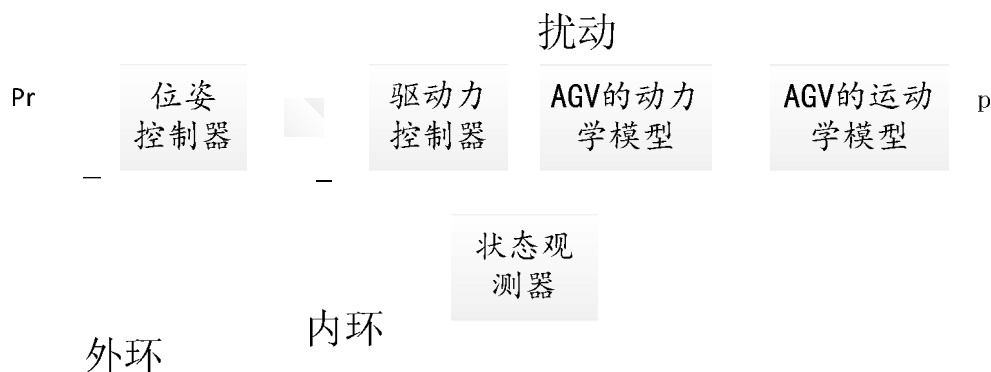 扰动
Pr
位姿
控制器
驱动力
控制器
AGV的动力
学模型
AGV的运动
学模型
p
_
_
状态观
测器
内环
外环